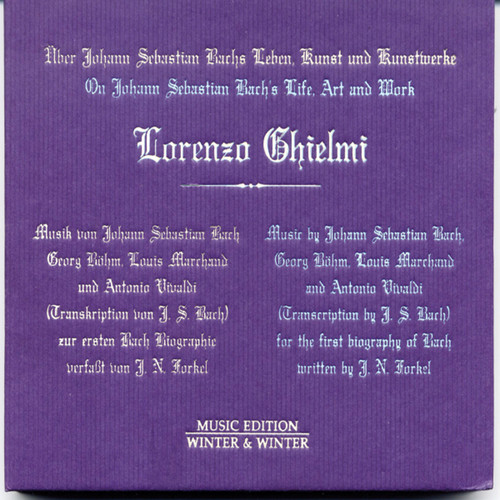 Über Johann Sebastian Bachs Leben, Kunst und Kunstwerke
On Johann Sebastian Bach's Life, Art and Work
Lorenzo Ghielmi
Musik von Johann Sebastian Bach
Georg Böhm, Louis Marchand
und Antonio Vivaldi
(Transkription von J. S. Bach)
zur ersten Bach Biographie
verfaßt von J. N. Forkel
Music by Johann Sebastian Bach,
Georg Böhm, Louis Marchand
and Antonio Vivaldi
(Transcription by J. S. Bach)
for the first biography of Bach
written by J. N. Forkel
MUSIC EDITION
WINTER & WINTER